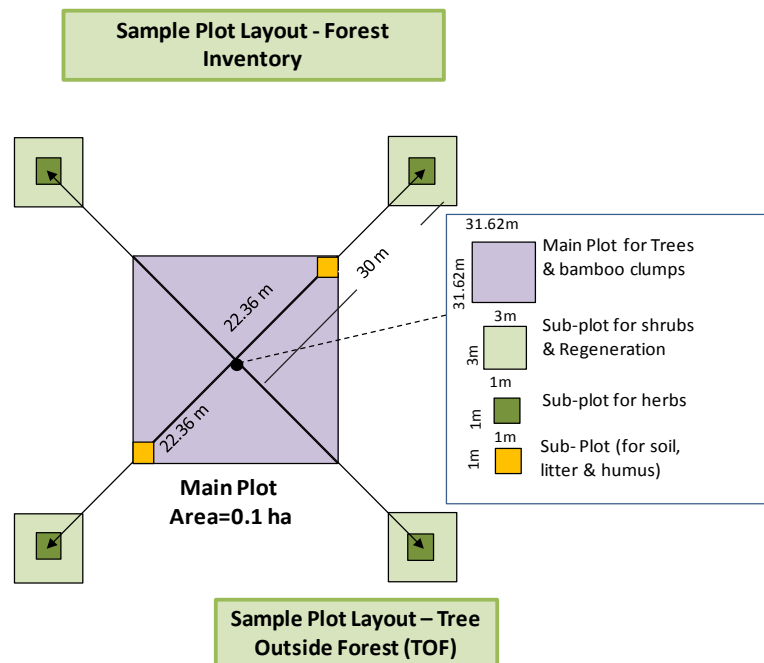 Sample Plot Layout - Forest
Inventory
31.62m
31.62m
Main Plot for Trees
& bamboo clumps
30 m
22.36 m
3m
3m
Sub-plot for shrubs
& Regeneration
1m
1m
Sub-plot for herbs
22.36 m
1m
1m
Sub- Plot (for soil,
litter & humus)
Main Plot
Area=0.1 ha
Sample Plot Layout – Tree
Outside Forest (TOF)